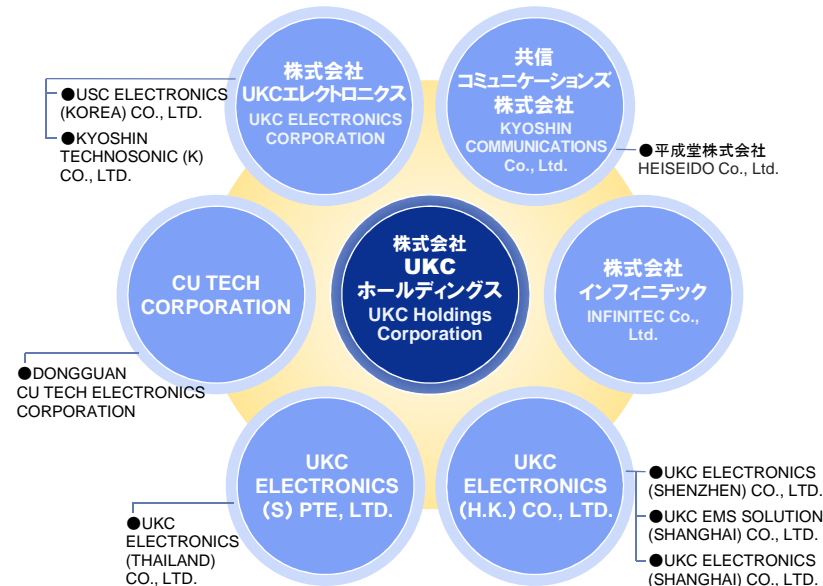 株式会社
UKCエレクトロニクス
UKC ELECTRONICS
CORPORATION
共信
コミュニケーションズ
株式会社
KYOSHIN
COMMUNICATIONS
Co., Ltd.
●USC ELECTRONICS
(KOREA) CO., LTD.
●KYOSHIN
TECHNOSONIC (K)
CO., LTD.
●平成堂株式会社
HEISEIDO Co., Ltd.
CU TECH
CORPORATION
株式会社
UKC
ホールディングス
UKC Holdings
Corporation
株式会社
インフィニテック
INFINITEC Co.,
Ltd.
●DONGGUAN
CU TECH ELECTRONICS
CORPORATION
UKC
ELECTRONICS
(S) PTE, LTD.
UKC
ELECTRONICS
(H.K.) CO., LTD.
●UKC
ELECTRONICS
(THAILAND)
CO., LTD.
●UKC ELECTRONICS
(SHENZHEN) CO., LTD.
●UKC EMS SOLUTION
(SHANGHAI) CO., LTD.
●UKC ELECTRONICS
(SHANGHAI) CO., LTD.